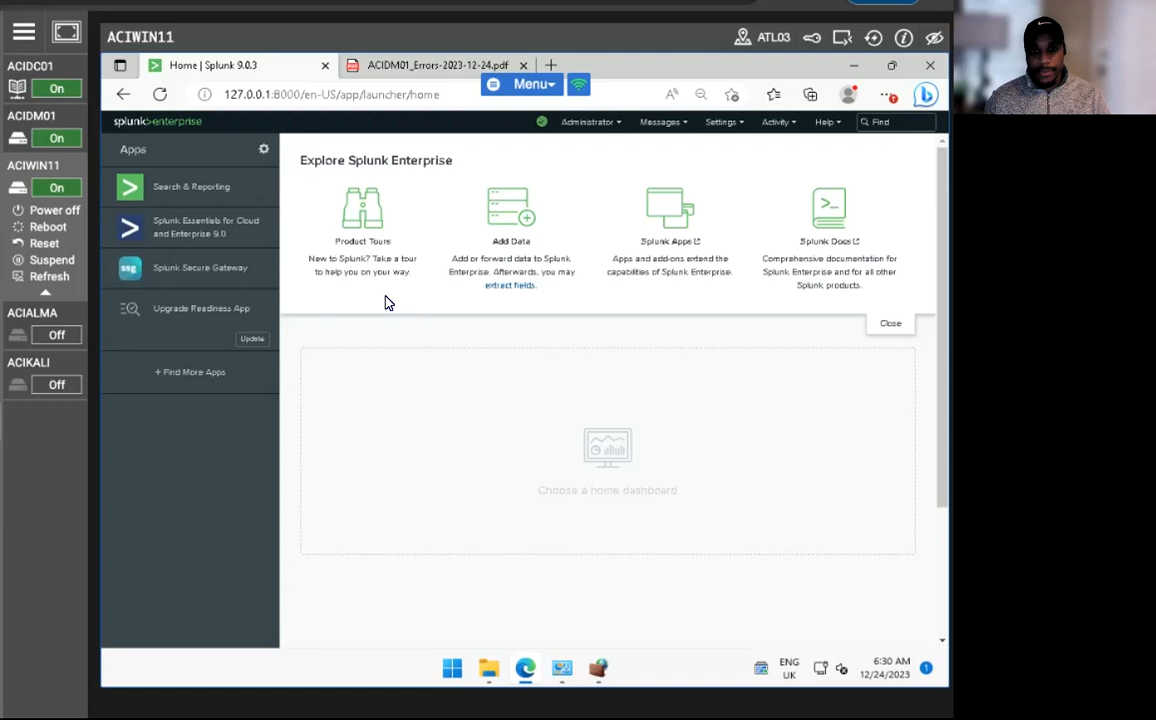 ACIWIN11
ATL03
ACIDC01
On
ACIDM01
On
ACIWIN11
On
Power off
Reboot
Reset
Suspend
Refresh
ACIALMA
Off
ACIKALI
Off
Home | Splunk 9.0.3
ACIDM01_Errors-2023-12-24.pdf
Menu
127.0.0.1:8000/en-US/app/launcher/home
splunk>enterprise
Administrator
Messages
Settings
Activity
Help
Find
Apps
Search & Reporting
Splunk Essentials for Cloud
and Enterprise 9.0
ssg
Splunk Secure Gateway
Upgrade Readiness App
Update
+ Find More Apps
Explore Splunk Enterprise
Product Tours
New to Splunk? Take a tour
to help you on your way.
Add Data
Add or forward data to Splunk
Enterprise. Afterwards, you may
extract fields.
Splunk Apps
Apps and add-ons extend the
capabilities of Splunk Enterprise.
Splunk Docs
Comprehensive documentation for
Splunk Enterprise and for all other
Splunk products.
Close
Choose a home dashboard
ENG
UK
6:30 AM
12/24/2023
1